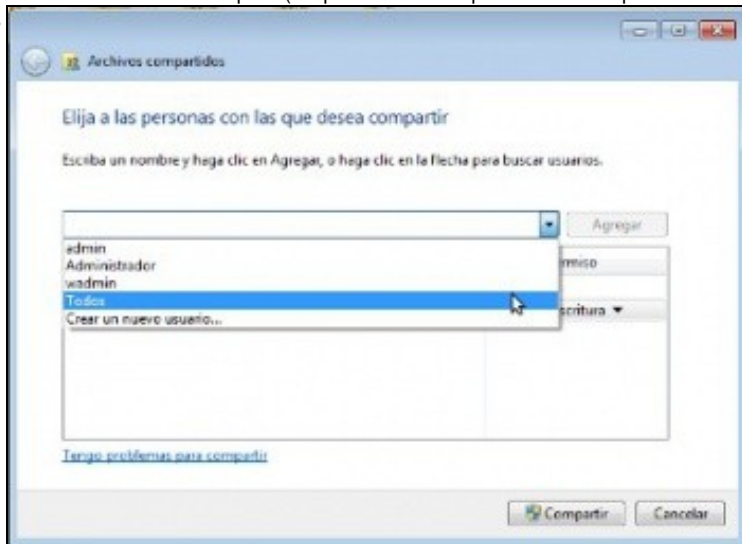 Archivos compartidos
Elija a las personas con las que desea compartir
Escriba un nombre y haga clic en Agregar, o haga clic en la flecha para buscar usuarios.
Agregar
admin
Administrador
wadmin
Todos
Crear un nuevo usuario...
rmiso
scritura
Tengo problemas para compartir
Compartir
Cancelar